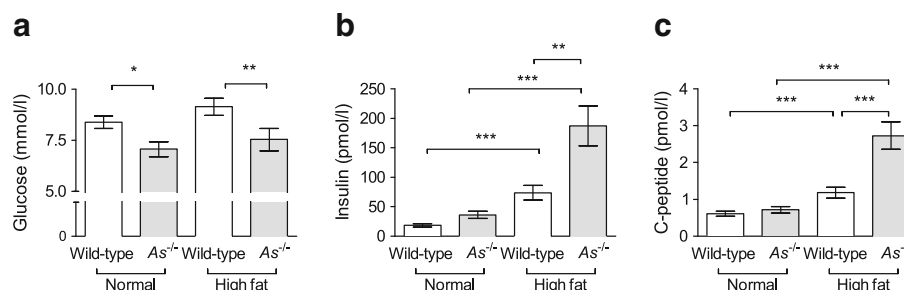 a
Glucose (mmol/l)
10.0
7.5
5.0
0
*
**
Wild-type As-/- Wild-type As-/-
Normal High fat
b
Insulin (pmol/l)
250
200
150
100
50
0
**
***
***
Wild-type As-/- Wild-type As-/-
Normal High fat
c
C-peptide (pmol/l)
4
3
2
1
0
***
*** ***
Wild-type As-/- Wild-type As-
Normal High fat